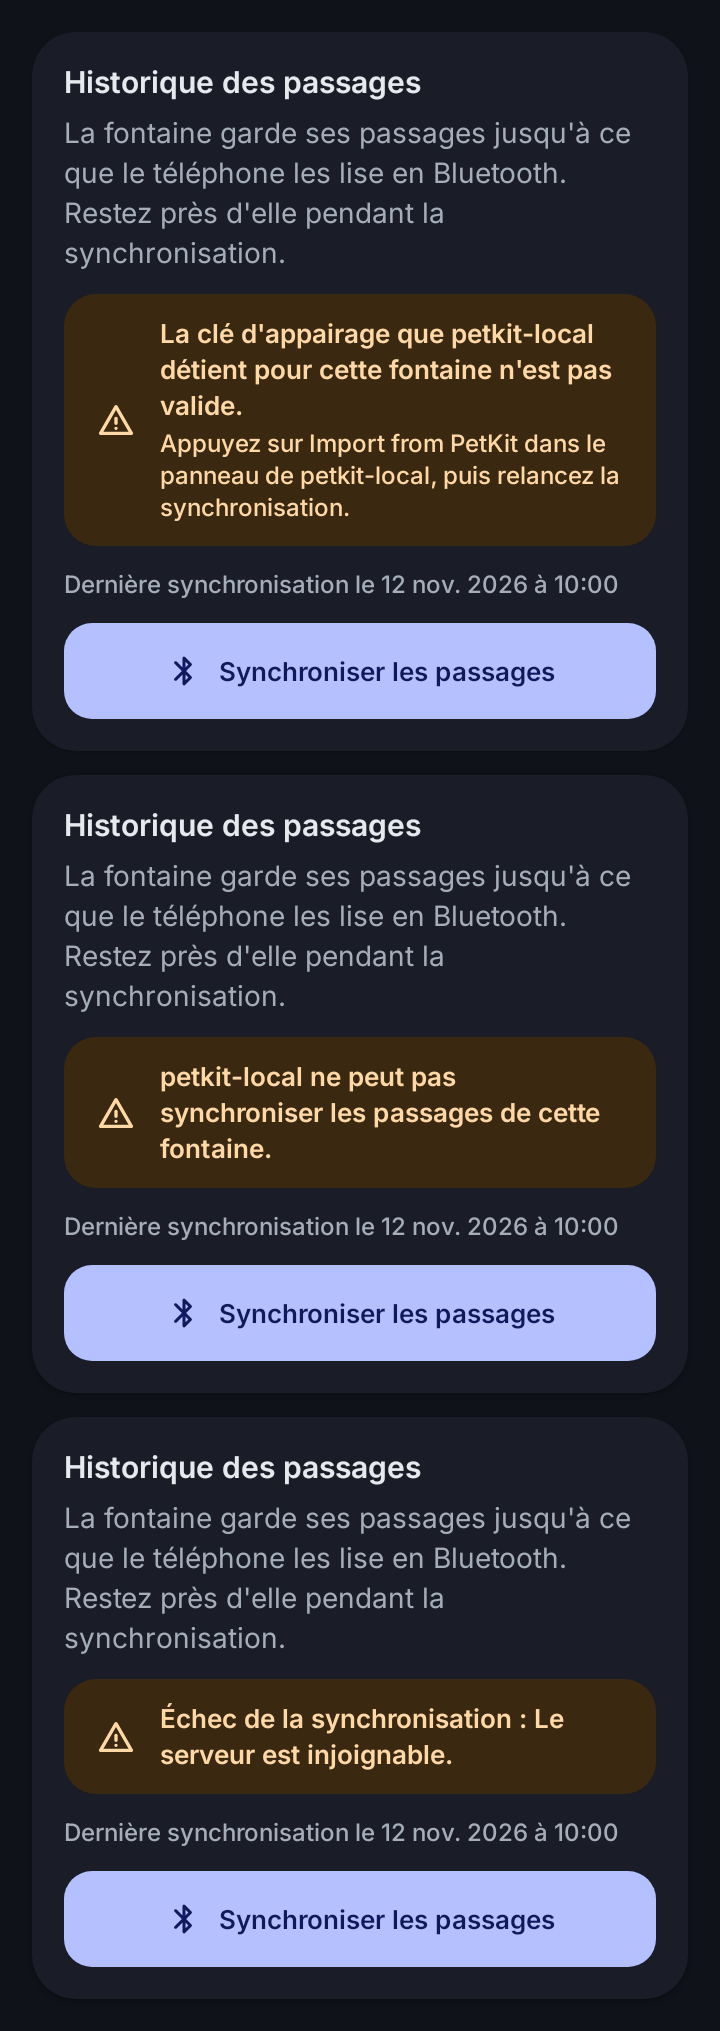 Historique des passages
La fontaine garde ses passages jusqu'à ce
que le téléphone les lise en Bluetooth.
Restez près d'elle pendant la
synchronisation.
La clé d'appairage que petkit-local
détient pour cette fontaine n'est pas
valide.
Appuyez sur Import from PetKit dans le
panneau de petkit-local, puis relancez la
synchronisation.
Dernière synchronisation le 12 nov. 2026 à 10:00
Synchroniser les passages
Historique des passages
La fontaine garde ses passages jusqu'à ce
que le téléphone les lise en Bluetooth.
Restez près d'elle pendant la
synchronisation.
petkit-local ne peut pas
synchroniser les passages de cette
fontaine.
Dernière synchronisation le 12 nov. 2026 à 10:00
Synchroniser les passages
Historique des passages
La fontaine garde ses passages jusqu'à ce
que le téléphone les lise en Bluetooth.
Restez près d'elle pendant la
synchronisation.
Échec de la synchronisation : Le
serveur est injoignable.
Dernière synchronisation le 12 nov. 2026 à 10:00
Synchroniser les passages